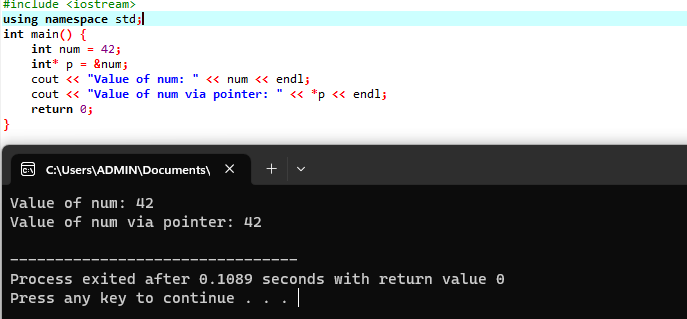 #include <iostream>
using namespace std;
int main() {
    int num = 42;
    int* p = &num;
    cout << "Value of num: " << num << endl;
    cout << "Value of num via pointer: " << *p << endl;
    return 0;
}
C:\Users\ADMIN\Documents\
Value of num: 42
Value of num via pointer: 42
--------------------------------
Process exited after 0.1089 seconds with return value 0
Press any key to continue . . .